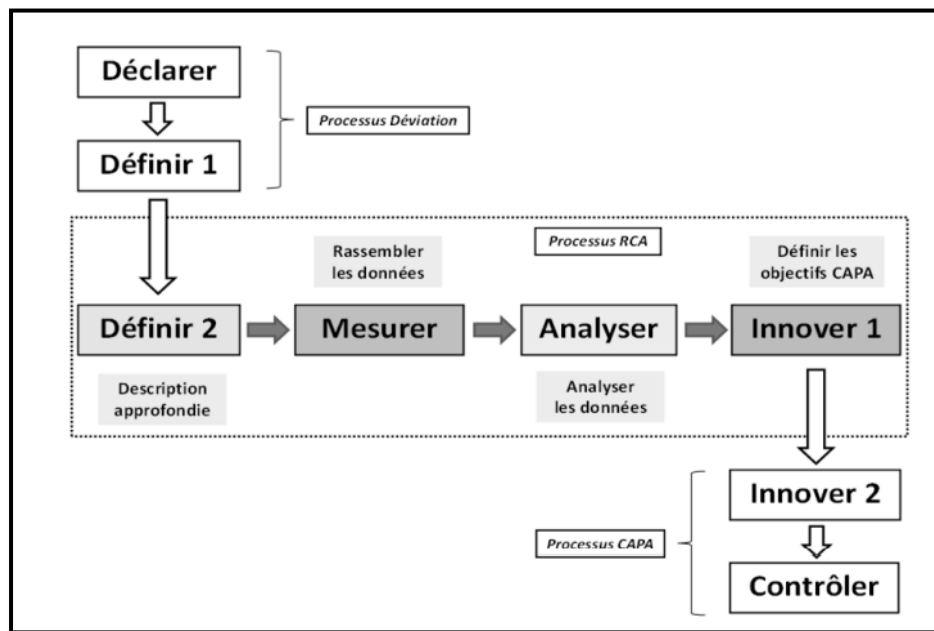 Déclarer
Processus Déviation
Définir 1
Processus RCA
Rassembler
les données
Définir les
objectifs CAPA
Définir 2
Mesurer
Analyser
Innover 1
Description
approfondie
Analyser
les données
Innover 2
Processus CAPA
Contrôler